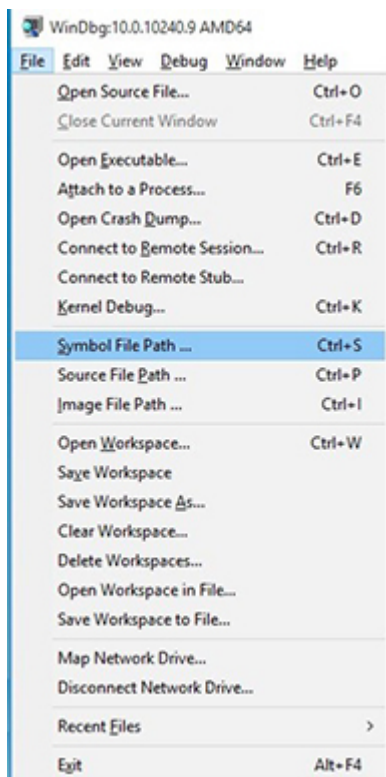 WinDbg:10.0.10240.9 AMD64
File Edit View Debug Window Help
Open Source File... Ctrl+O
Close Current Window Ctrl+F4
Open Executable... Ctrl+E
Attach to a Process... F6
Open Crash Dump... Ctrl+D
Connect to Remote Session... Ctrl+R
Connect to Remote Stub...
Kernel Debug... Ctrl+K
Symbol File Path ... Ctrl+S
Source File Path ... Ctrl+P
Image File Path ... Ctrl+I
Open Workspace... Ctrl+W
Save Workspace
Save Workspace As...
Clear Workspace...
Delete Workspaces...
Open Workspace in File...
Save Workspace to File...
Map Network Drive...
Disconnect Network Drive...
Recent Files >
Exit Alt+F4